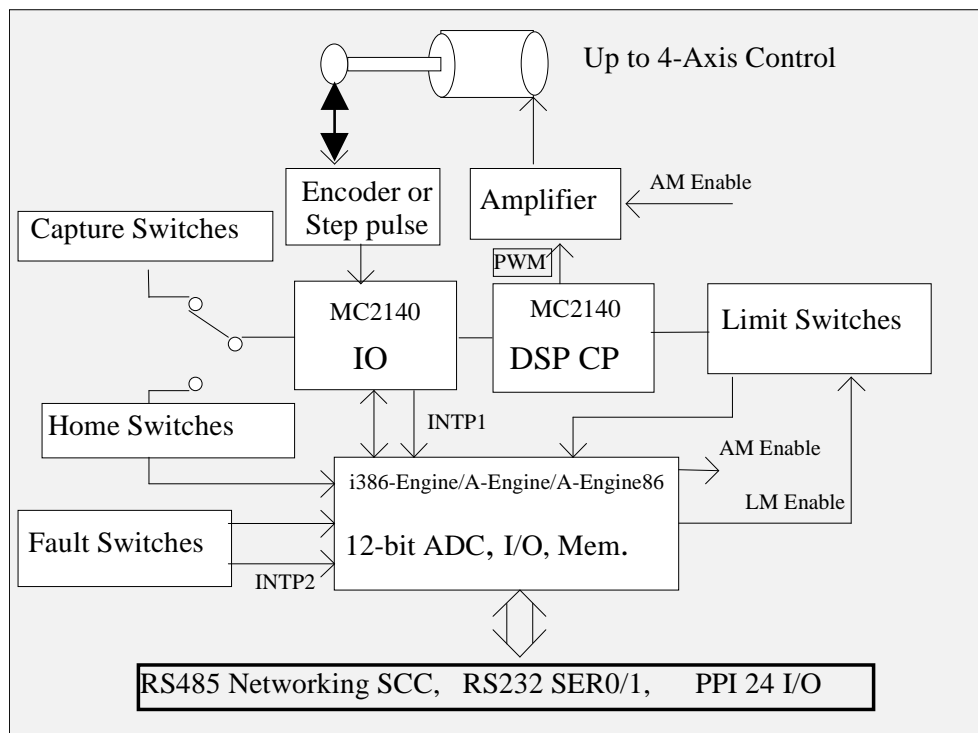 Up to 4-Axis Control
Encoder or
Step pulse
Amplifier
AM Enable
Capture Switches
PWM
MC2140
IO
MC2140
DSP CP
Limit Switches
Home Switches
INTP1
AM Enable
i386-Engine/A-Engine/A-Engine86
LM Enable
12-bit ADC, I/O, Mem.
Fault Switches
INTP2
RS485 Networking SCC, RS232 SER0/1, PPI 24 I/O